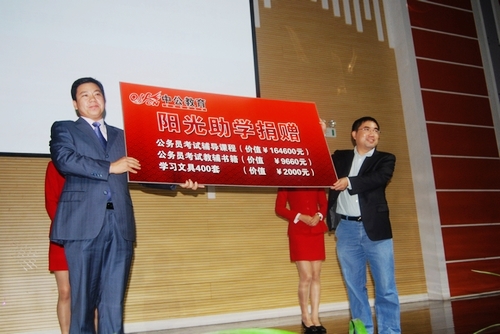 中公教育
阳光助学捐赠
公务员考试辅导课程（价值￥164600元）
公务员考试教辅书籍（价值 ￥9660元）
学习文具400套 （价值 ￥2000元）